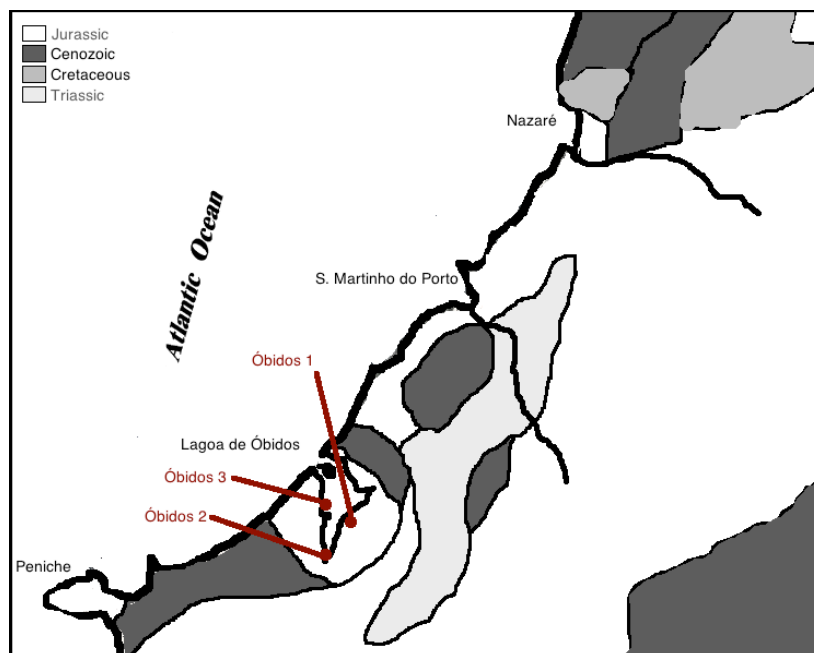 Jurassic
Cenozoic
Cretaceous
Triassic
Nazaré
Atlantic Ocean
S. Martinho do Porto
Óbidos 1
Lagoa de Óbidos
Óbidos 3
Óbidos 2
Peniche